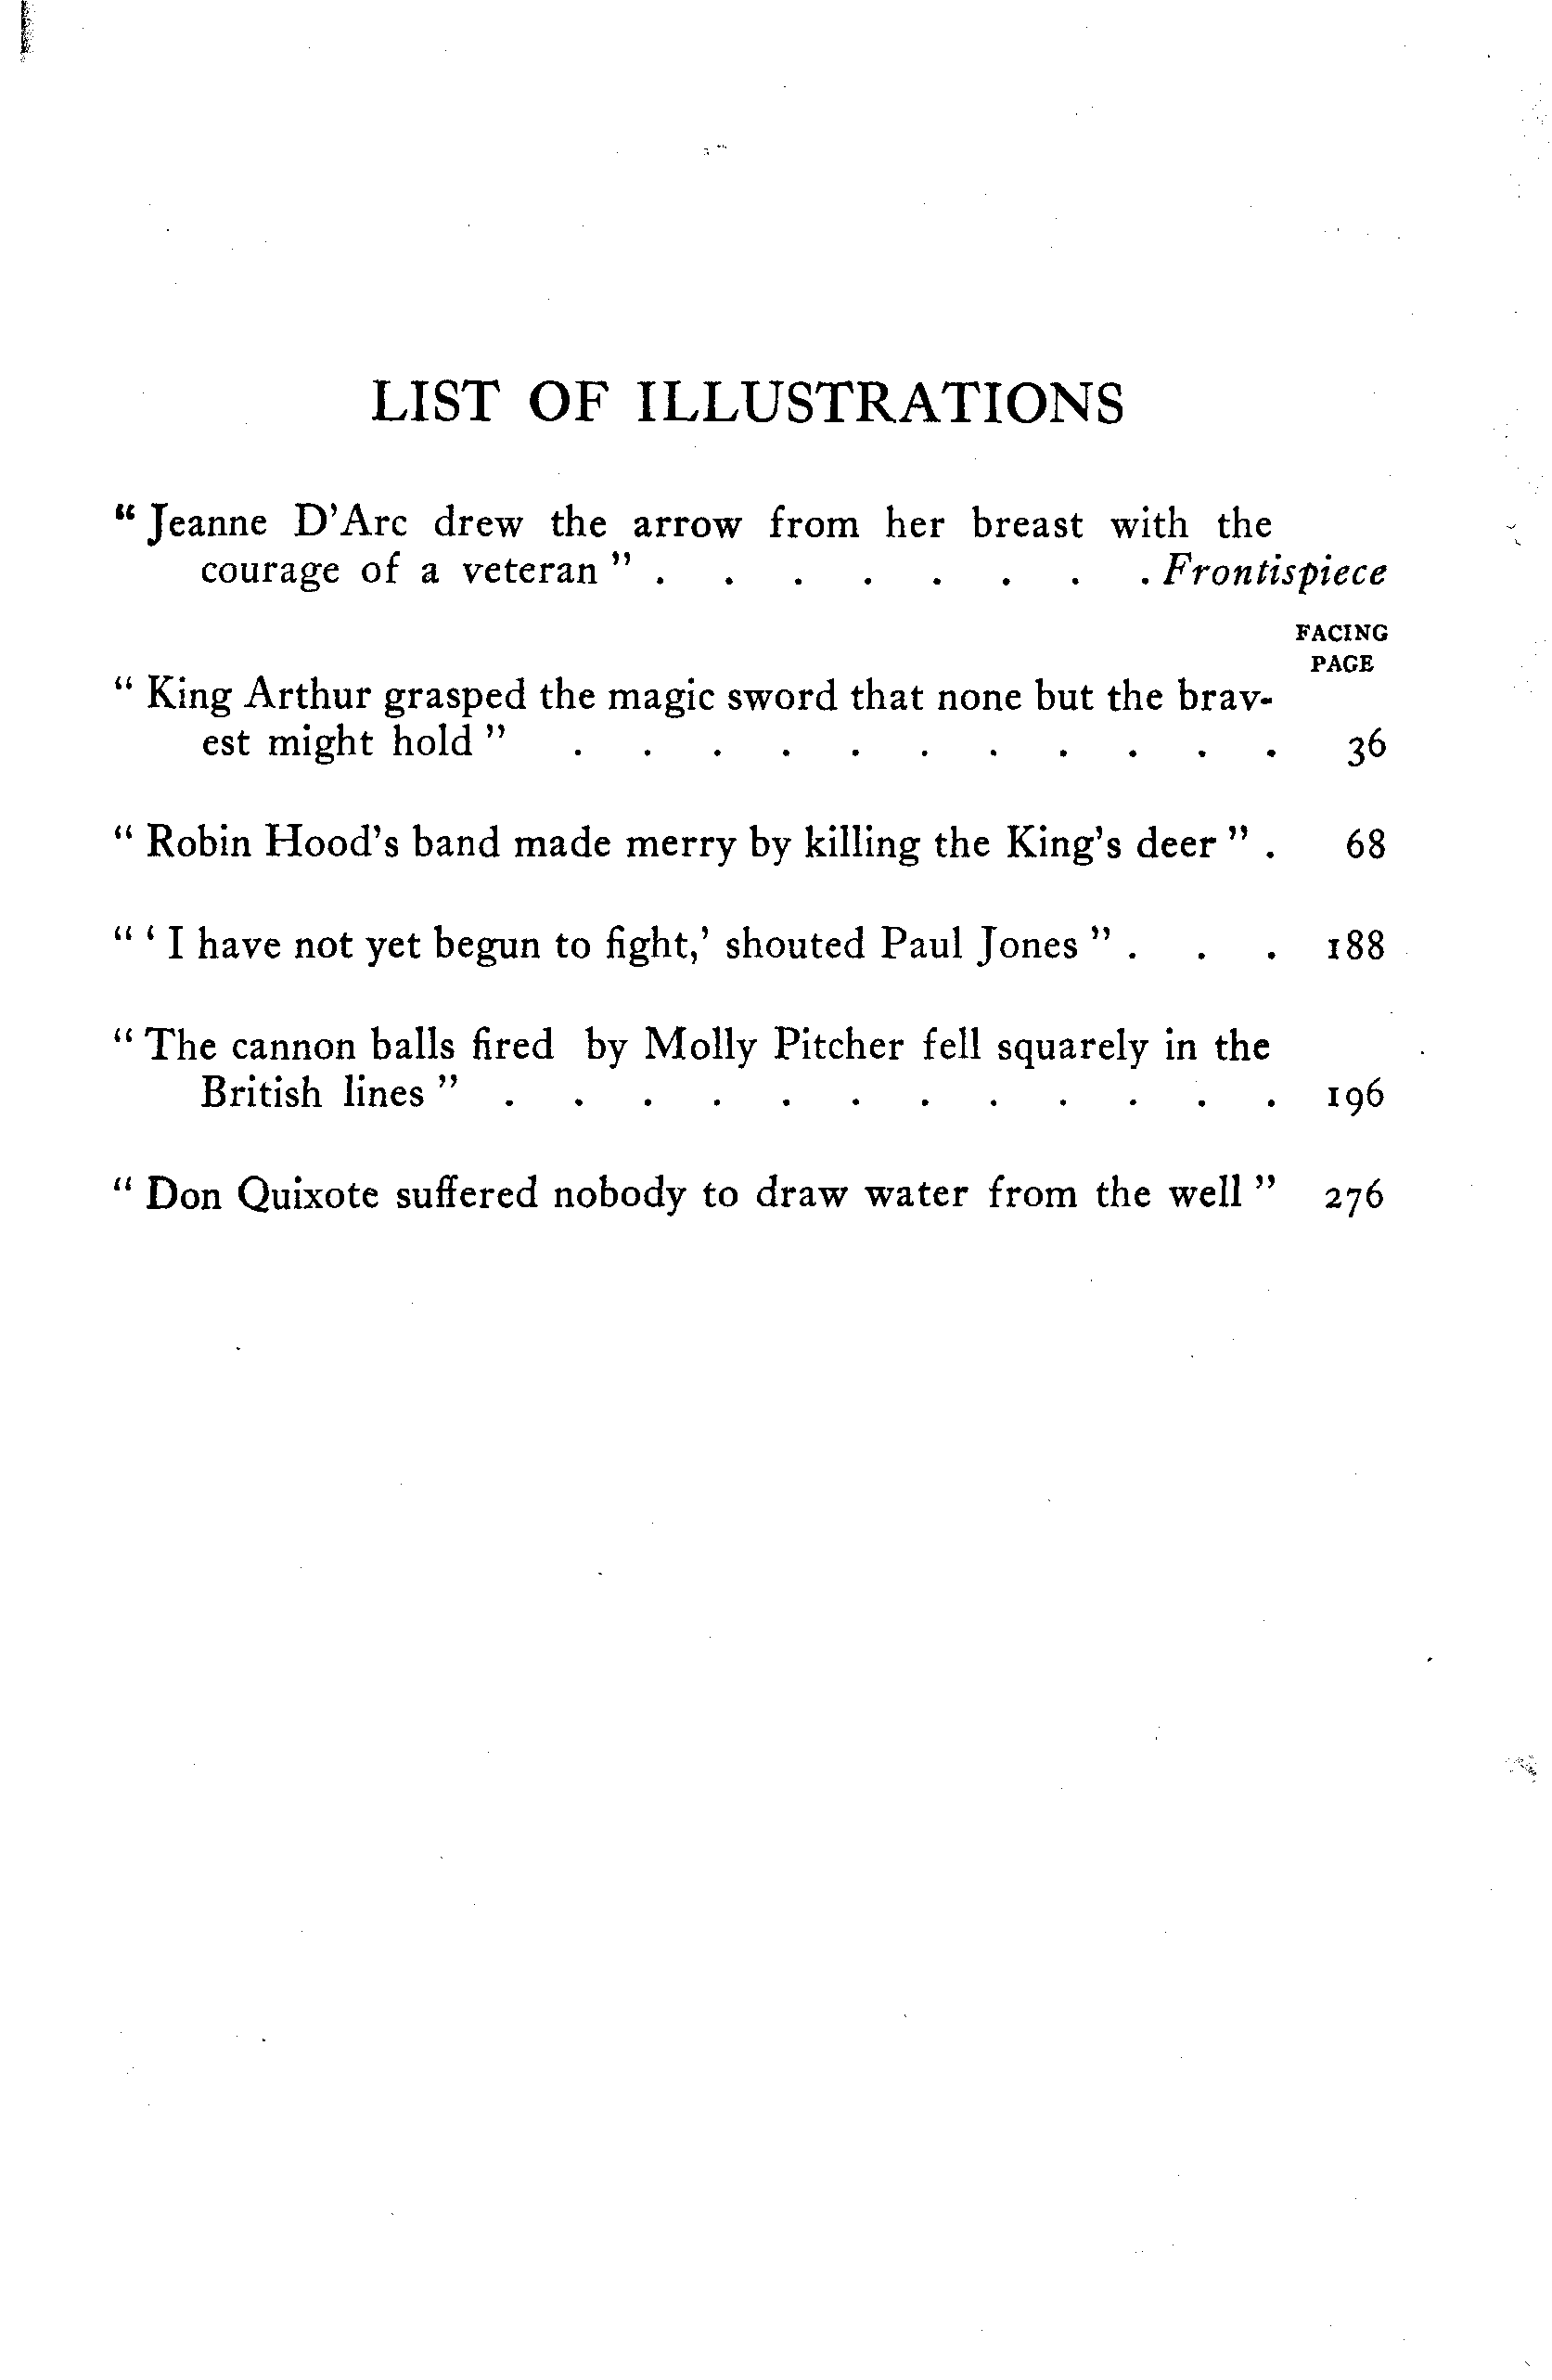 LIST OF ILLUSTRATIONS
“ Jeanne D’Arc drew the arrow from her breast with the
courage of a veteran ” . . . . . . . . Frontispiece
FACING
PAGE
“ King Arthur grasped the magic sword that none but the brav-
est might hold ” . . . . . . . . . . . 36
“ Robin Hood’s band made merry by killing the King’s deer ” . 68
“ ‘ I have not yet begun to fight,’ shouted Paul Jones ” . . . 188
“ The cannon balls fired by Molly Pitcher fell squarely in the
British lines ” . . . . . . . . . . . . 196
“ Don Quixote suffered nobody to draw water from the well ” 276